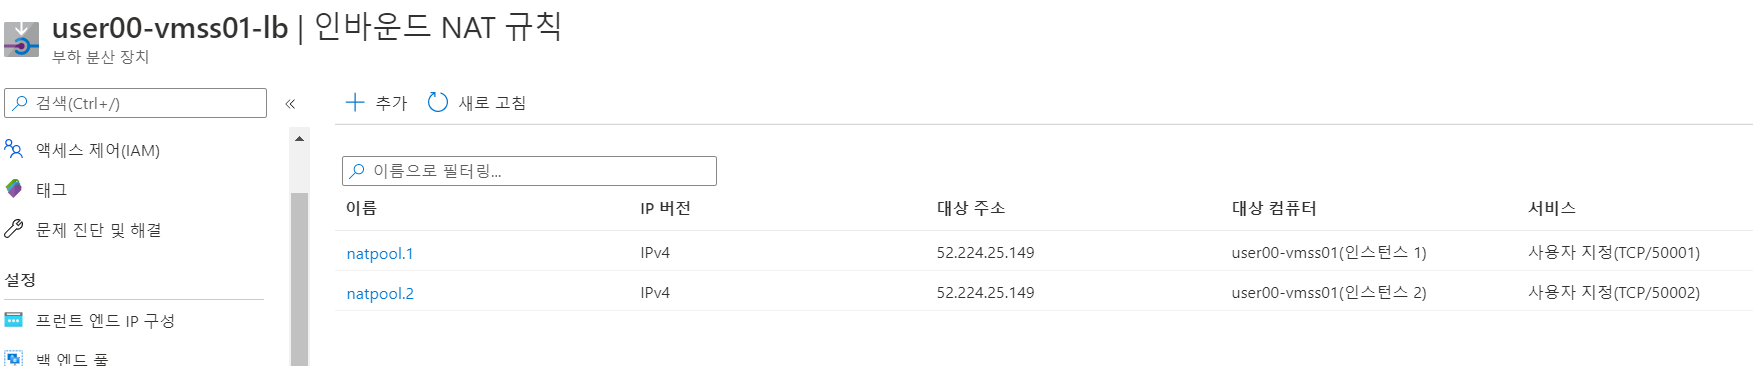 user00-vmss01-lb | 인바운드 NAT 규칙
부하 분산 장치
검색(Ctrl+/)
«
추가
새로 고침
액세스 제어(IAM)
태그
문제 진단 및 해결
설정
프런트 엔드 IP 구성
백 엔드 풀
이름으로 필터링...
이름 IP 버전 대상 주소 대상 컴퓨터 서비스
natpool.1 IPv4 52.224.25.149 user00-vmss01(인스턴스 1) 사용자 지정(TCP/50001)
natpool.2 IPv4 52.224.25.149 user00-vmss01(인스턴스 2) 사용자 지정(TCP/50002)